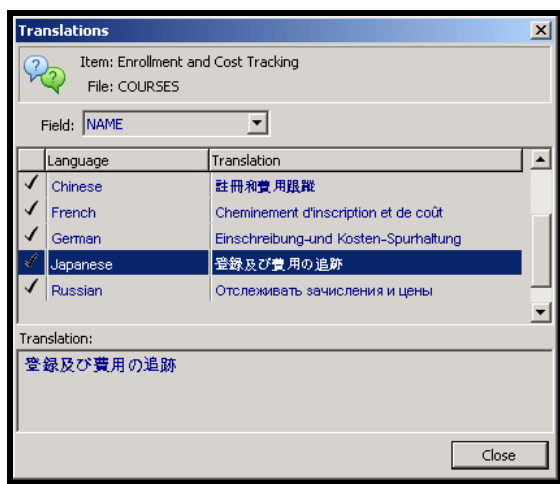 Translations
Item: Enrollment and Cost Tracking
File: COURSES
Field: NAME
Language Translation
Chinese 註冊和費用跟蹤
French Cheminement d'inscription et de coût
German Einschreibung-und Kosten-Spurhaltung
Japanese 登録及び費用の追跡
Russian Отслеживать зачисления и цены
Translation:
登録及び費用の追跡
Close